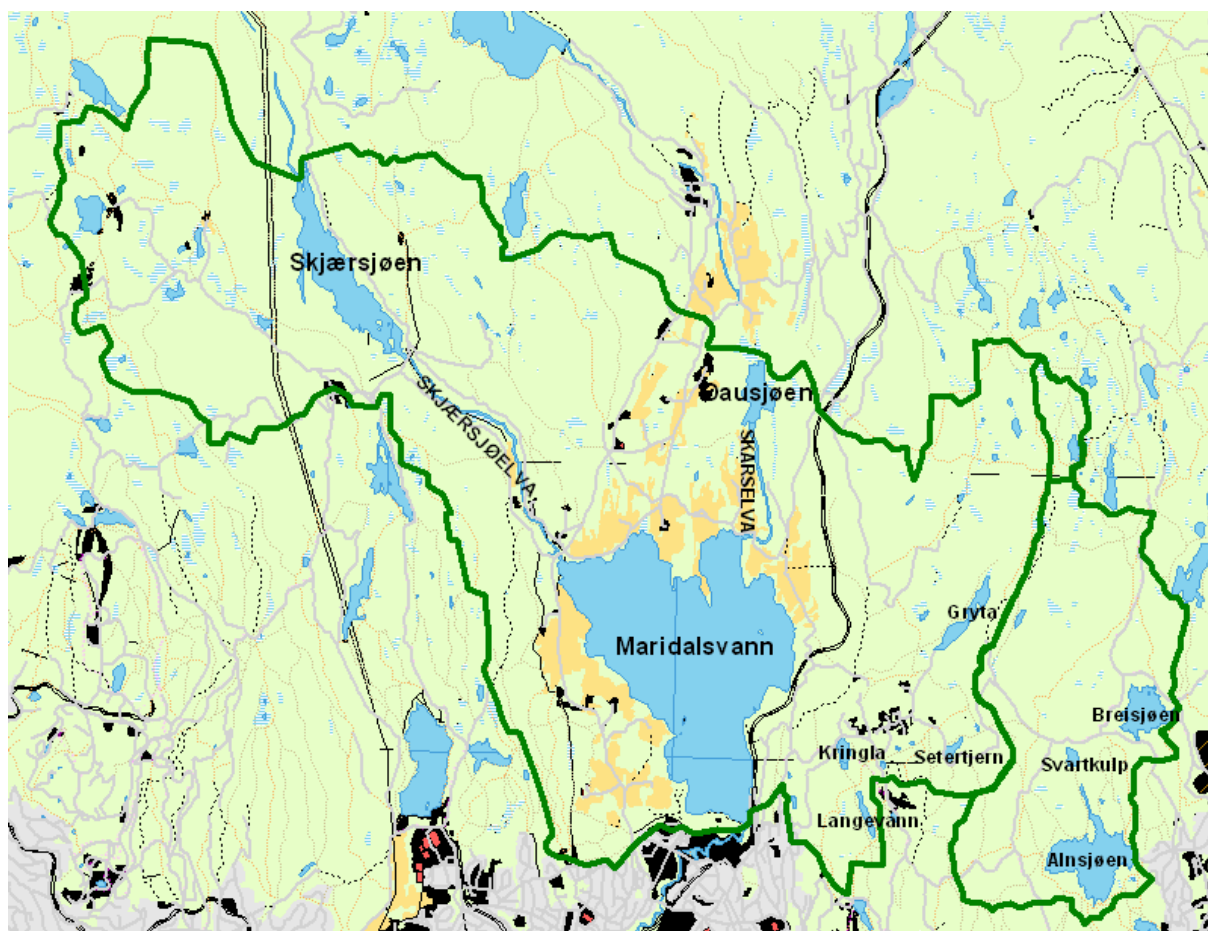 Skjærsjøen
Dausjøen
SKJÆRSJØELVA
SKARSELVA
Gryta
Maridalsvann
Breisjøen
Kringla
Setertjern
Svartkulp
Langevann
Alnsjøen